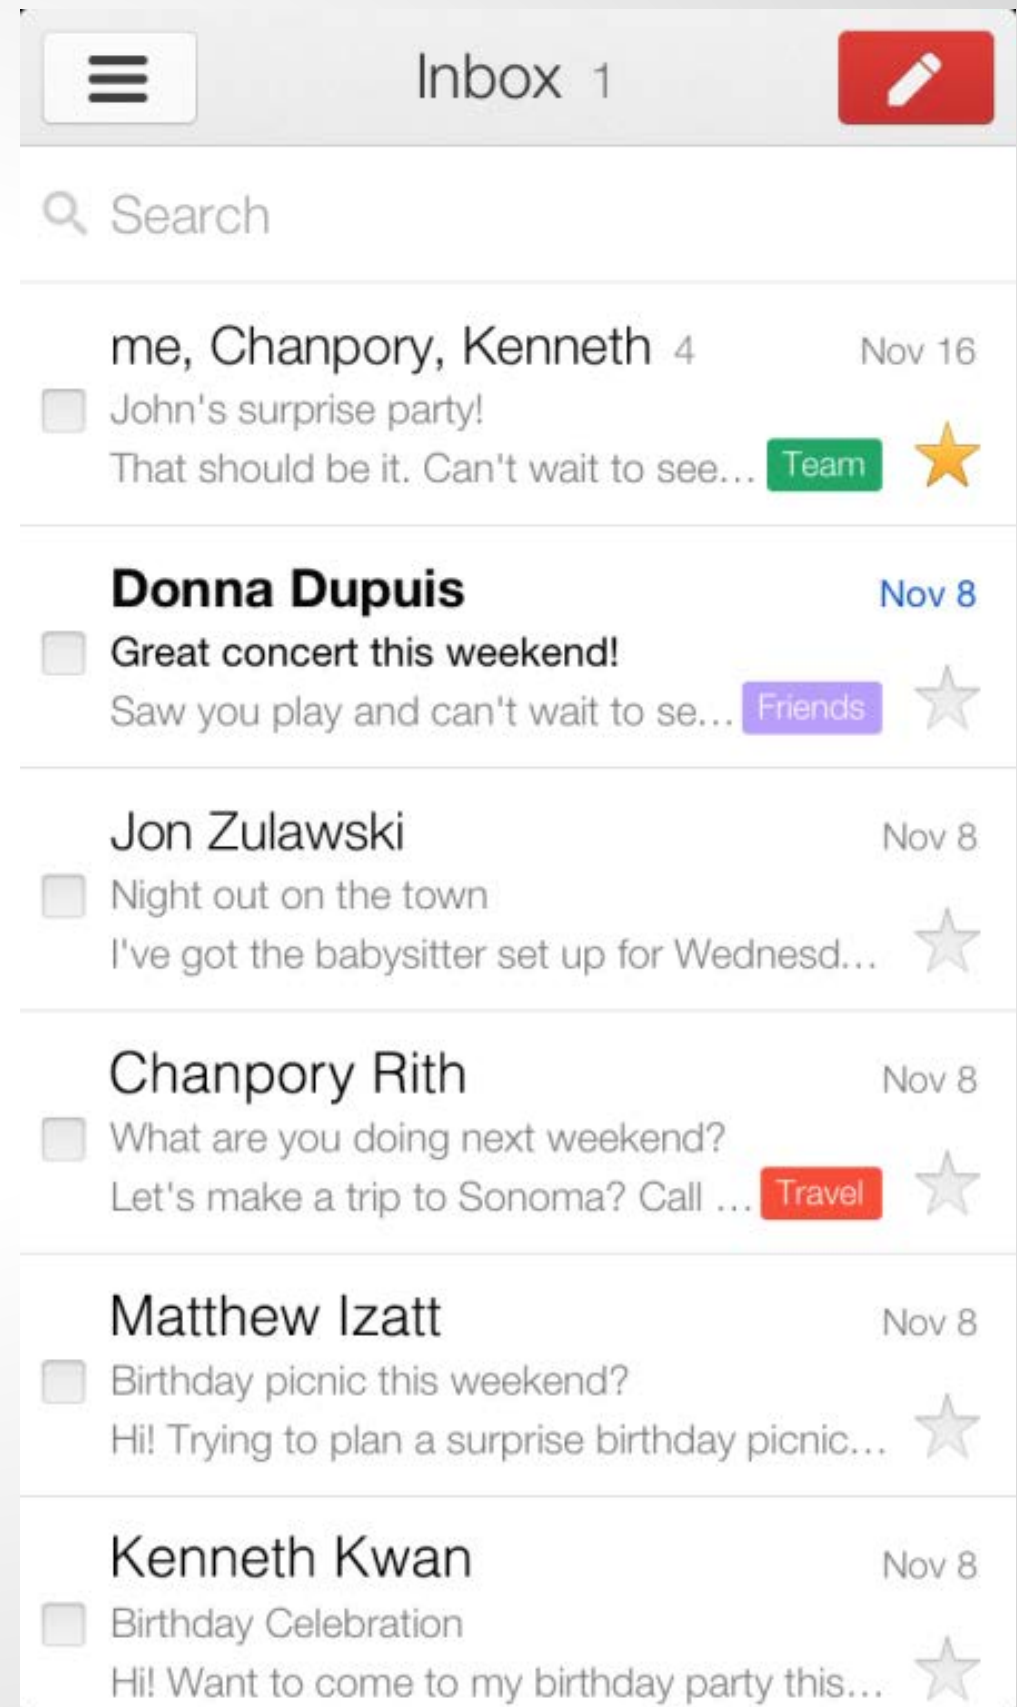 Inbox 1
Search
me, Chanpory, Kenneth 4 Nov 16
John's surprise party!
That should be it. Can't wait to see... Team
Donna Dupuis Nov 8
Great concert this weekend!
Saw you play and can't wait to se... Friends
Jon Zulawski Nov 8
Night out on the town
I've got the babysitter set up for Wednesd...
Chanpory Rith Nov 8
What are you doing next weekend?
Let's make a trip to Sonoma? Call ... Travel
Matthew Izatt Nov 8
Birthday picnic this weekend?
Hi! Trying to plan a surprise birthday picnic...
Kenneth Kwan Nov 8
Birthday Celebration
Hi! Want to come to my birthday party this...